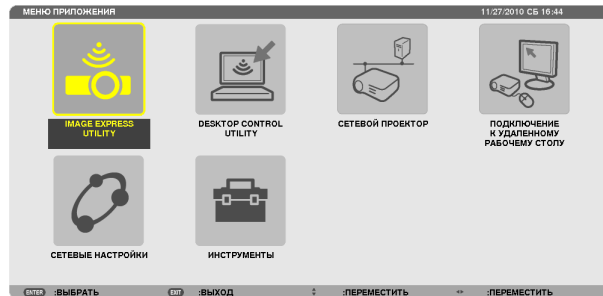 МЕНЮ ПРИЛОЖЕНИЯ 11/27/2010 СБ 16:44
IMAGE EXPRESS
UTILITY
DESKTOP CONTROL
UTILITY
СЕТЕВОЙ ПРОЕКТОР
ПОДКЛЮЧЕНИЕ
К УДАЛЕННОМУ
РАБОЧЕМУ СТОЛУ
СЕТЕВЫЕ НАСТРОЙКИ
ИНСТРУМЕНТЫ
ENTER :ВЫБРАТЬ EXIT :ВЫХОД :ПЕРЕМЕСТИТЬ :ПЕРЕМЕСТИТЬ